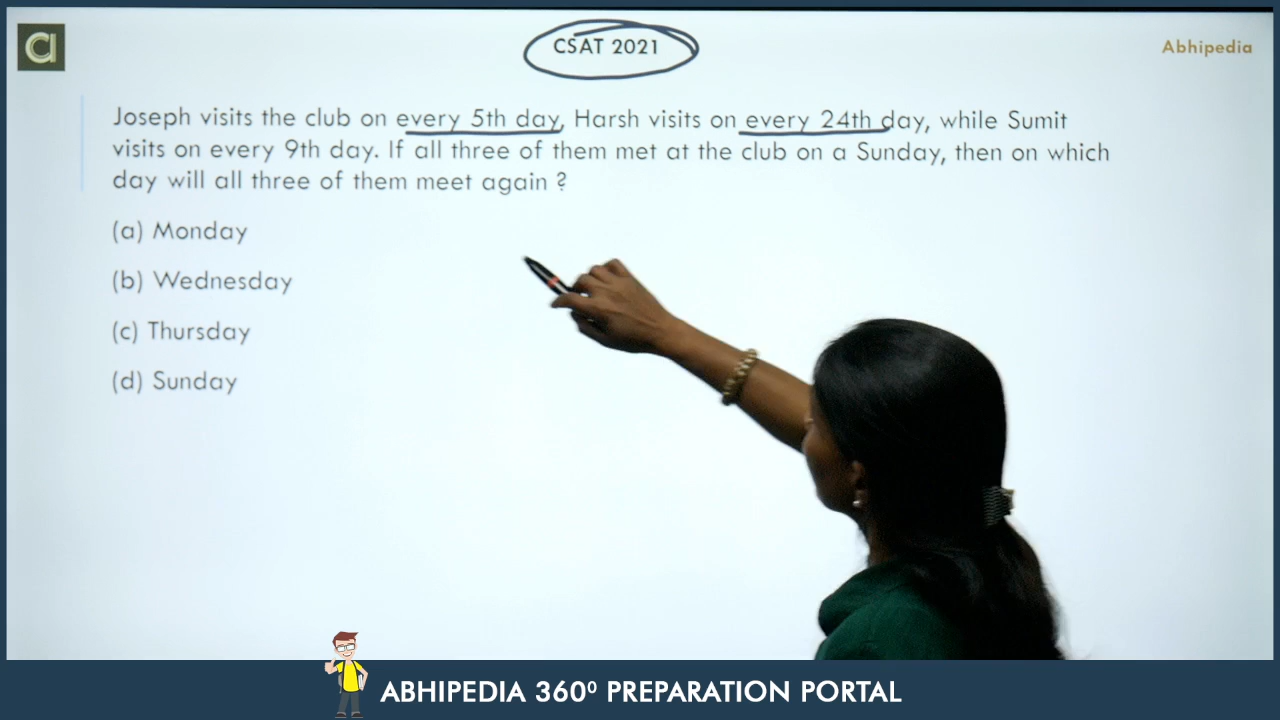 CSAT 2021
Abhipedia
Joseph visits the club on every 5th day, Harsh visits on every 24th day, while Sumit
visits on every 9th day. If all three of them met at the club on a Sunday, then on which
day will all three of them meet again ?
(a) Monday
(b) Wednesday
(c) Thursday
(d) Sunday
ABHIPEDIA 360⁰ PREPARATION PORTAL